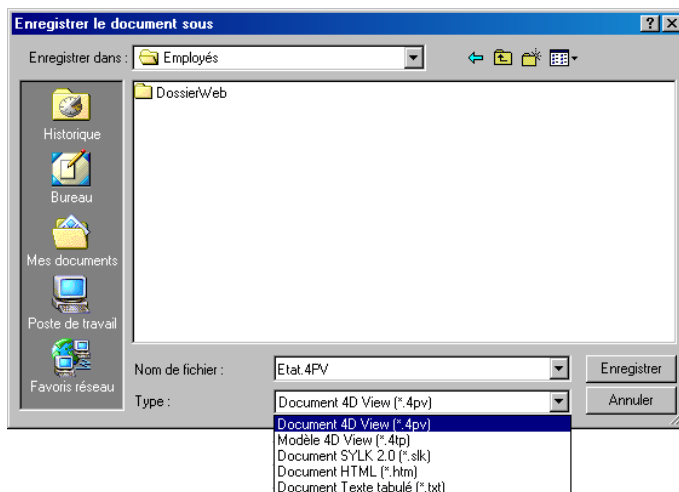 Enregistrer le document sous
Enregistrer dans : Employés
DossierWeb
Historique
Bureau
Mes documents
Poste de travail
Favoris réseau
Nom de fichier : Etat.4PV Enregistrer
Type : Document 4D View (*.4pv) Annuler
Document 4D View (*.4pv)
Modèle 4D View (*.4tp)
Document SYLK 2.0 (*.slk)
Document HTML (*.htm)
Document Texte tabulé (*.txt)